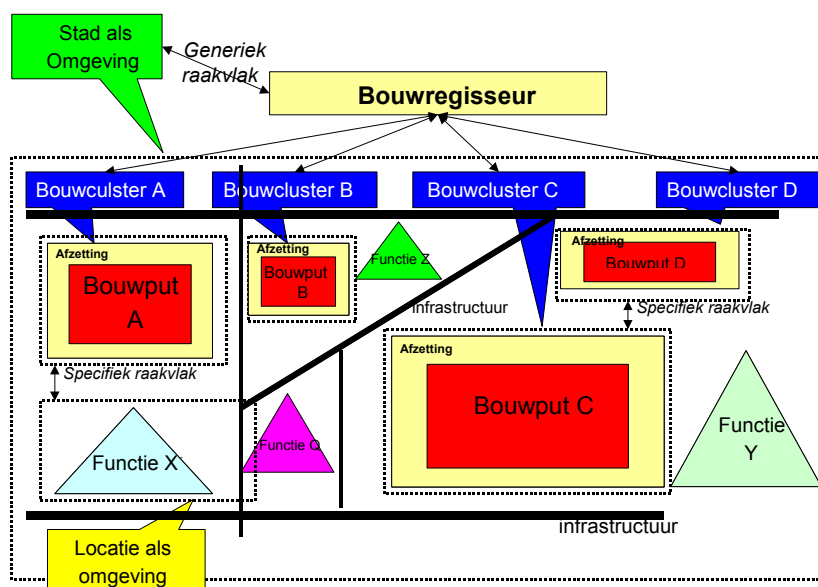 Stad als
Omgeving
Generiek
raakvlak
Bouwregisseur
Bouwculster A
Bouwcluster B
Bouwcluster C
Bouwcluster D
Afzetting
Bouwput
A
Afzetting
Bouwput
B
Functie Z
infrastructuur
Afzetting
Bouwput D
Specifiek raakvlak
Specifiek raakvlak
Afzetting
Bouwput C
Functie X
Functie Q
Functie
Y
infrastructuur
Locatie als
omgeving